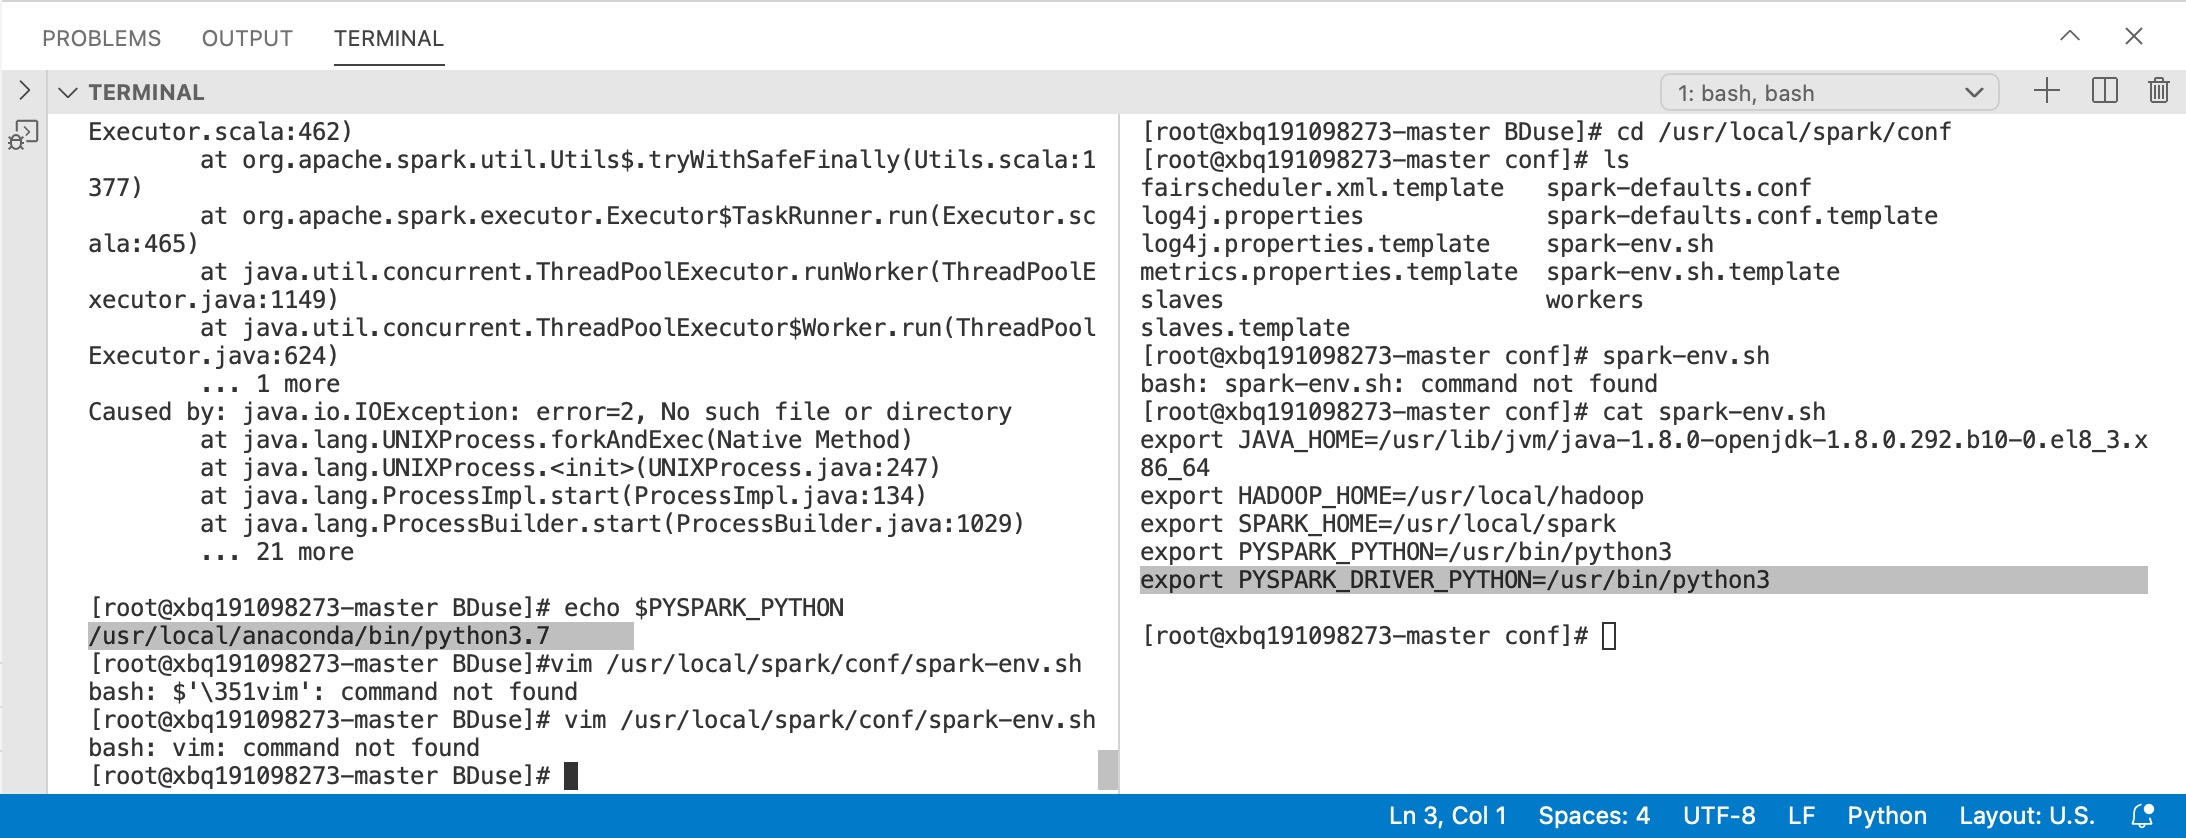 PROBLEMS OUTPUT TERMINAL
TERMINAL
1: bash, bash
Executor.scala:462)
at org.apache.spark.util.Utils$.tryWithSafeFinally(Utils.scala:1
377)
at org.apache.spark.executor.Executor$TaskRunner.run(Executor.sc
ala:465)
at java.util.concurrent.ThreadPoolExecutor.runWorker(ThreadPoolE
xecutor.java:1149)
at java.util.concurrent.ThreadPoolExecutor$Worker.run(ThreadPool
Executor.java:624)
... 1 more
Caused by: java.io.IOException: error=2, No such file or directory
at java.lang.UNIXProcess.forkAndExec(Native Method)
at java.lang.UNIXProcess.<init>(UNIXProcess.java:247)
at java.lang.ProcessImpl.start(ProcessImpl.java:134)
at java.lang.ProcessBuilder.start(ProcessBuilder.java:1029)
... 21 more
[root@xbq191098273-master BDuse]# echo $PYSPARK_PYTHON
/usr/local/anaconda/bin/python3.7
[root@xbq191098273-master BDuse]#vim /usr/local/spark/conf/spark-env.sh
bash: $'\351vim': command not found
[root@xbq191098273-master BDuse]# vim /usr/local/spark/conf/spark-env.sh
bash: vim: command not found
[root@xbq191098273-master BDuse]#
[root@xbq191098273-master BDuse]# cd /usr/local/spark/conf
[root@xbq191098273-master conf]# ls
fairscheduler.xml.template spark-defaults.conf
log4j.properties spark-defaults.conf.template
log4j.properties.template spark-env.sh
metrics.properties.template spark-env.sh.template
slaves workers
slaves.template
[root@xbq191098273-master conf]# spark-env.sh
bash: spark-env.sh: command not found
[root@xbq191098273-master conf]# cat spark-env.sh
export JAVA_HOME=/usr/lib/jvm/java-1.8.0-openjdk-1.8.0.292.b10-0.el8_3.x
86_64
export HADOOP_HOME=/usr/local/hadoop
export SPARK_HOME=/usr/local/spark
export PYSPARK_PYTHON=/usr/bin/python3
export PYSPARK_DRIVER_PYTHON=/usr/bin/python3
[root@xbq191098273-master conf]#
Ln 3, Col 1 Spaces: 4 UTF-8 LF Python Layout: U.S.